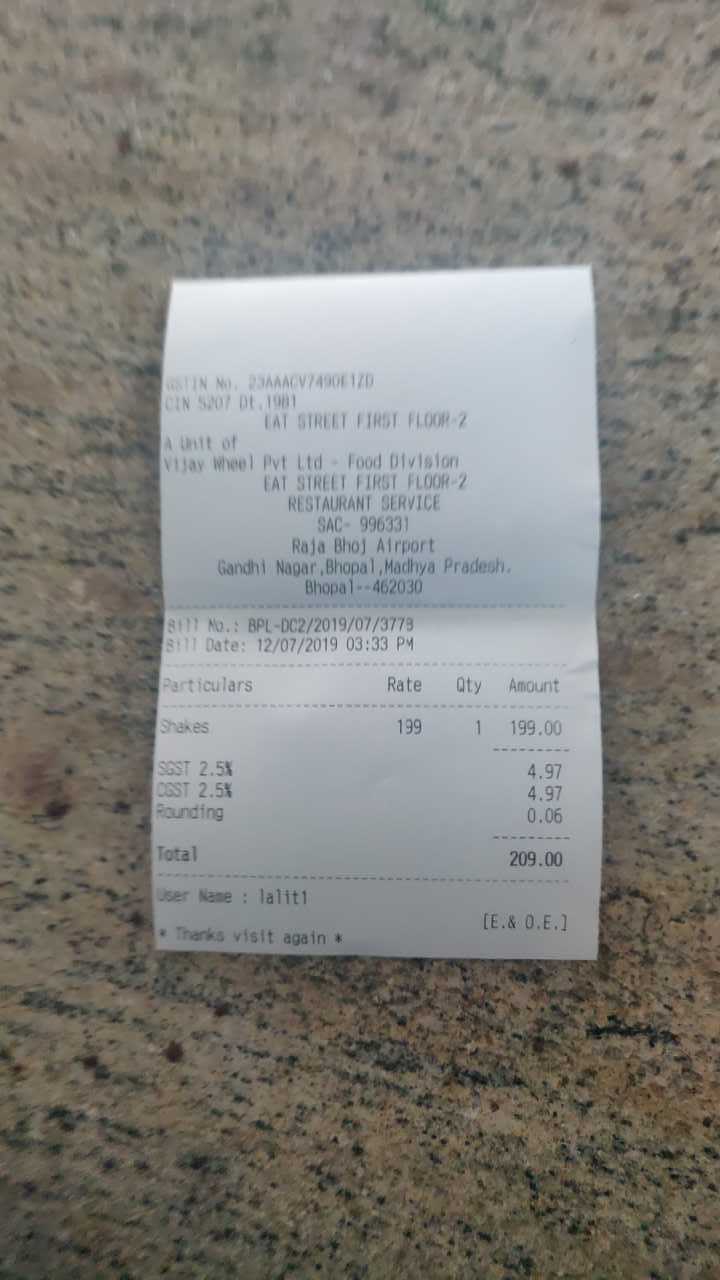 GSTIN No. 23AAACV7490E1ZD
CIN 5207 Dt.1981
EAT STREET FIRST FLOOR-2
A Unit of
Vijay Wheel Pvt Ltd - Food Division
EAT STREET FIRST FLOOR-2
RESTAURANT SERVICE
SAC- 996331
Raja Bhoj Airport
Gandhi Nagar,Bhopal,Madhya Pradesh.
Bhopal--462030
Bill No.: BPL-DC2/2019/07/3778
Bill Date: 12/07/2019 03:33 PM
Particulars Rate Qty Amount
Shakes 199 1 199.00
SGST 2.5% 4.97
CGST 2.5% 4.97
Rounding 0.06
Total 209.00
User Name : lalit1
[E.& O.E.]
* Thanks visit again *